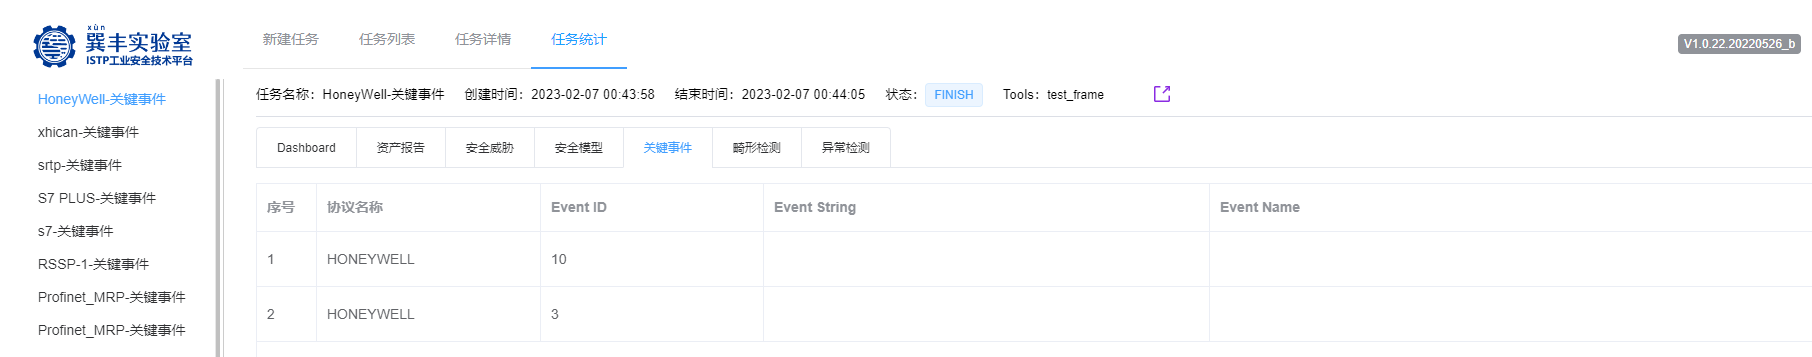 xùn
巽丰实验室
ISTP工业安全技术平台
新建任务 任务列表 任务详情 任务统计
V1.0.22.20220526_b
HoneyWell-关键事件
xhican-关键事件
srtp-关键事件
S7 PLUS-关键事件
s7-关键事件
RSSP-1-关键事件
Profinet_MRP-关键事件
Profinet_MRP-关键事件
任务名称：HoneyWell-关键事件 创建时间：2023-02-07 00:43:58 结束时间：2023-02-07 00:44:05 状态： FINISH Tools：test_frame
Dashboard 资产报告 安全威胁 安全模型 关键事件 畸形检测 异常检测
序号 协议名称 Event ID Event String Event Name
1 HONEYWELL 10
2 HONEYWELL 3